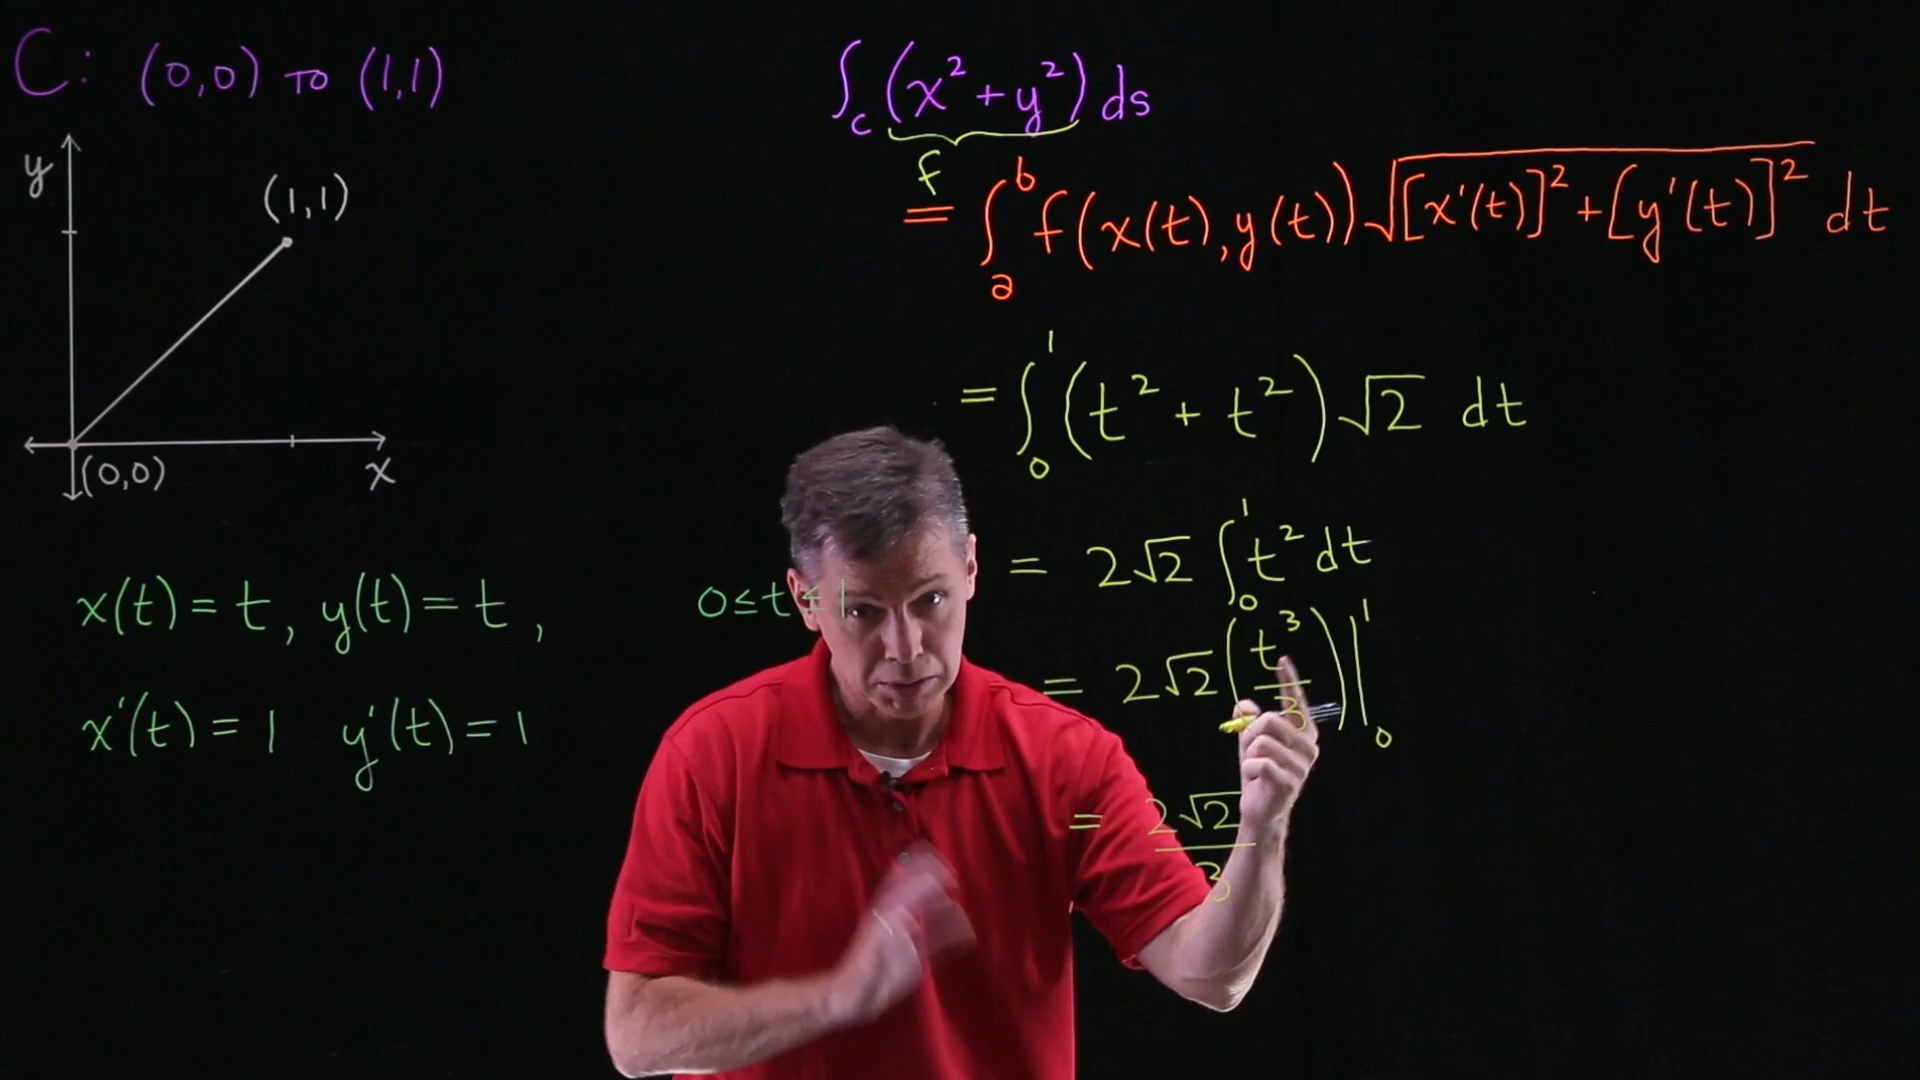 C: (0,0) TO (1,1)
y
(1,1)
(0,0)
x
x(t) = t, y(t) = t, 0 ≤ t ≤ 1
x'(t) = 1 y'(t) = 1
∫_C (x² + y²) ds
f
= ∫_a^b f(x(t), y(t)) √([x'(t)]² + [y'(t)]²) dt
= ∫_0^1 (t² + t²) √2 dt
= 2√2 ∫_0^1 t² dt
= 2√2 (t³/3) |_0^1
= 2√2/3